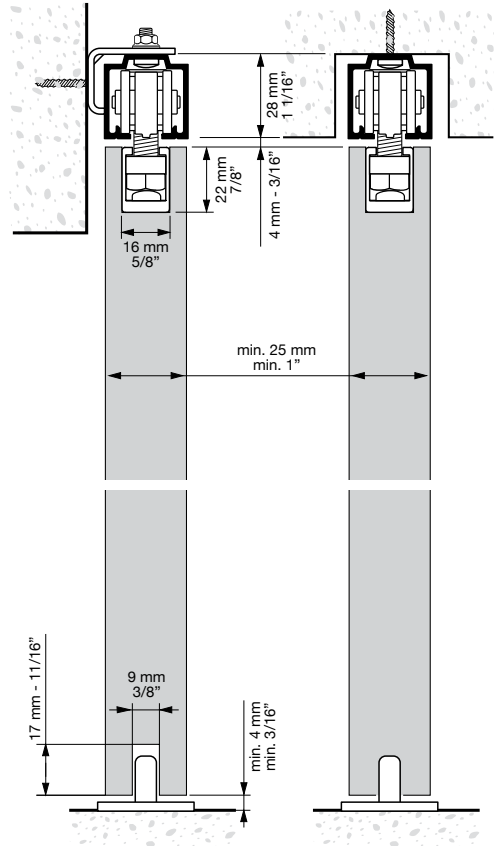 28 mm
1 1/16”
22 mm
7/8”
4 mm - 3/16”
16 mm
5/8”
min. 25 mm
min. 1”
17 mm - 11/16”
9 mm
3/8”
min. 4 mm
min. 3/16”